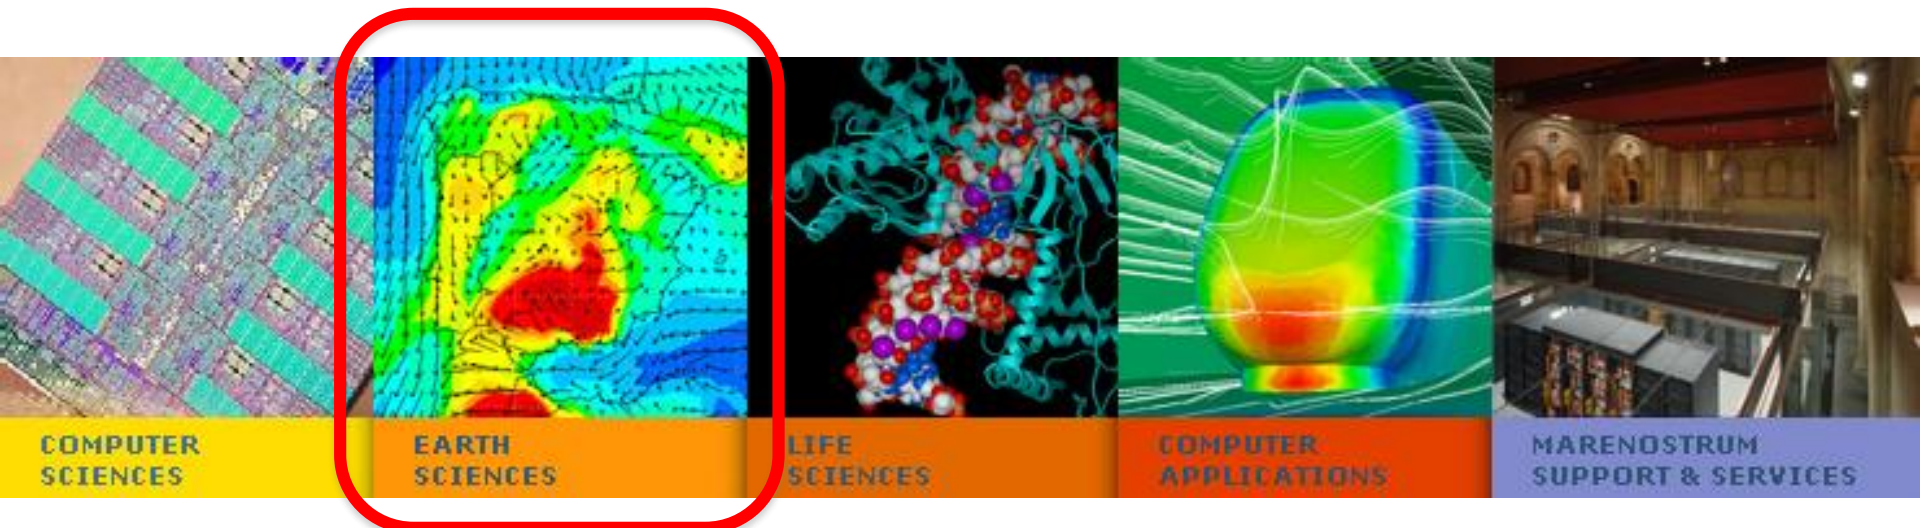 COMPUTER
SCIENCES
EARTH
SCIENCES
LIFE
SCIENCES
COMPUTER
APPLICATIONS
MARENOSTRUM
SUPPORT & SERVICES